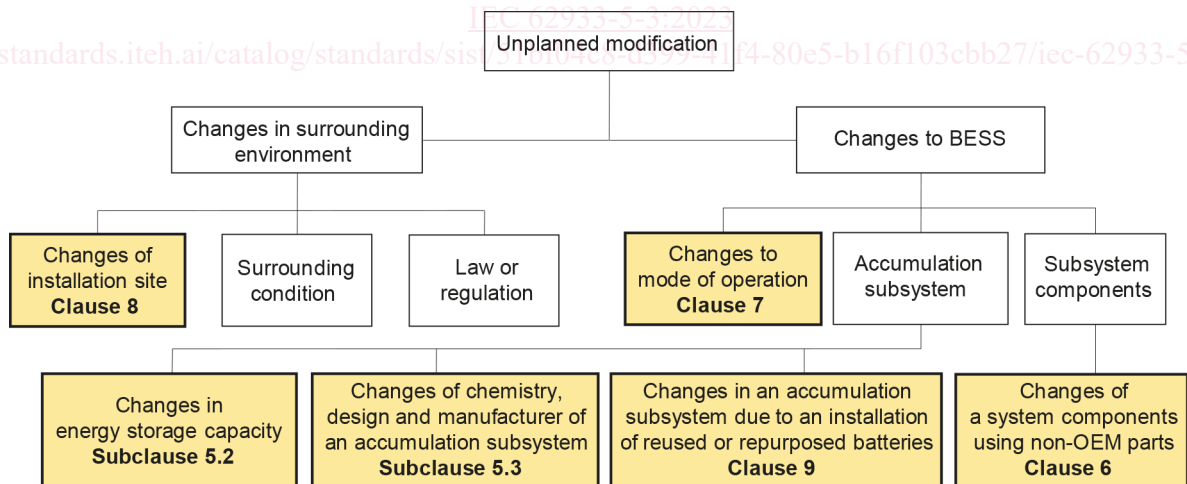 IEC 62933-5-3:2023
Unplanned modification
Changes in surrounding
environment
Changes to BESS
Changes of
installation site
Clause 8
Surrounding
condition
Law or
regulation
Changes to
mode of operation
Clause 7
Accumulation
subsystem
Subsystem
components
Changes in
energy storage capacity
Subclause 5.2
Changes of chemistry,
design and manufacturer of
an accumulation subsystem
Subclause 5.3
Changes in an accumulation
subsystem due to an installation
of reused or repurposed batteries
Clause 9
Changes of
a system components
using non-OEM parts
Clause 6